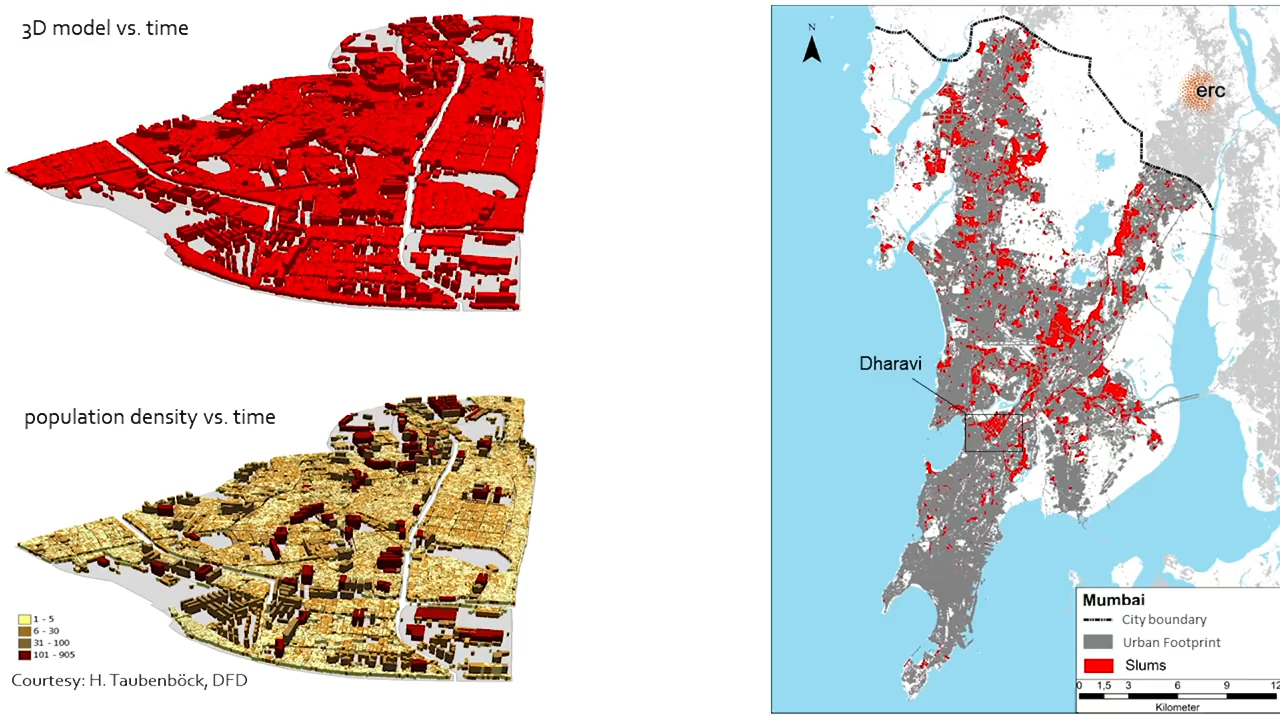 3D model vs. time
population density vs. time
1 - 5
6 - 30
31 - 100
101 - 905
Courtesy: H. Taubenböck, DFD
N
erc
Dharavi
Mumbai
City boundary
Urban Footprint
Slums
0 1,5 3 6 9 12
Kilometer